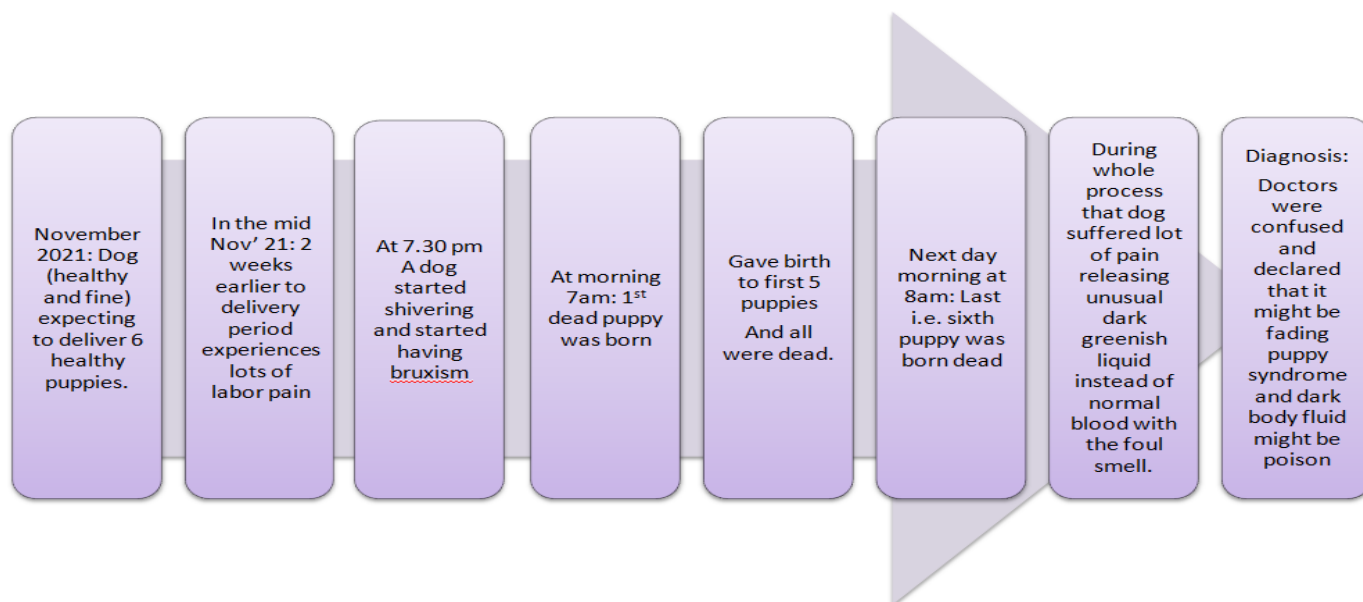 November
2021: Dog
(healthy
and fine)
expecting
to deliver 6
healthy
puppies.
In the mid
Nov’ 21: 2
weeks
earlier to
delivery
period
experiences
lots of
labor pain
At 7.30 pm
A dog
started
shivering
and started
having
bruxism
At morning
7am: 1st
dead puppy
was born
Gave birth
to first 5
puppies
And all
were dead.
Next day
morning at
8am: Last
i.e. sixth
puppy was
born dead
During
whole
process
that dog
suffered lot
of pain
releasing
unusual
dark
greenish
liquid
instead of
normal
blood with
the foul
smell.
Diagnosis:
Doctors
were
confused
and
declared
that it
might be
fading
puppy
syndrome
and dark
body fluid
might be
poison